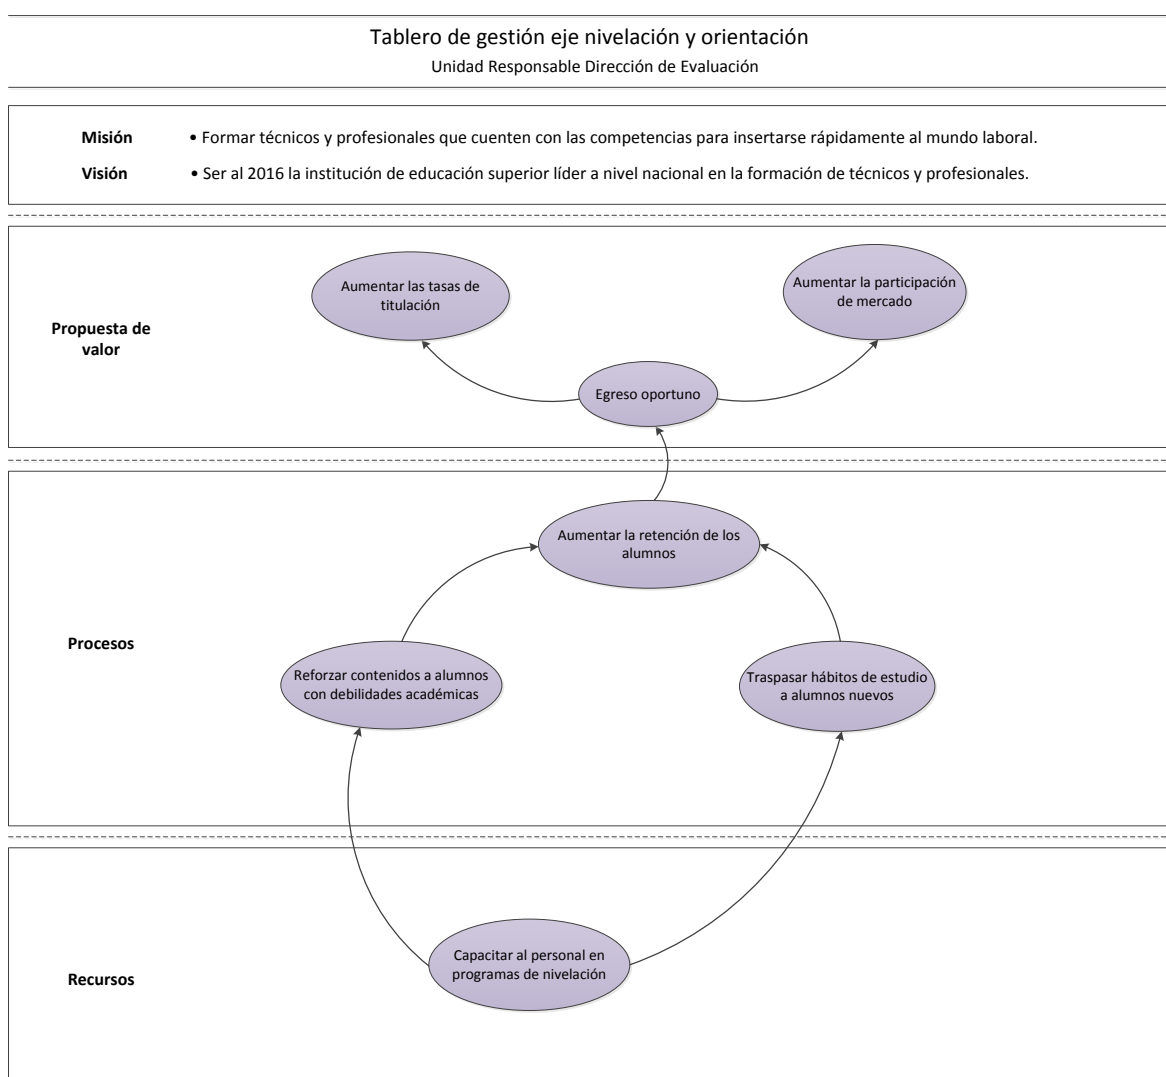 Tablero de gestión eje nivelación y orientación
Unidad Responsable Dirección de Evaluación
Misión • Formar técnicos y profesionales que cuenten con las competencias para insertarse rápidamente al mundo laboral.
Visión • Ser al 2016 la institución de educación superior líder a nivel nacional en la formación de técnicos y profesionales.
Propuesta de
valor
Aumentar las tasas de
titulación
Aumentar la participación
de mercado
Egreso oportuno
Procesos
Aumentar la retención de los
alumnos
Reforzar contenidos a alumnos
con debilidades académicas
Traspasar hábitos de estudio
a alumnos nuevos
Recursos
Capacitar al personal en
programas de nivelación